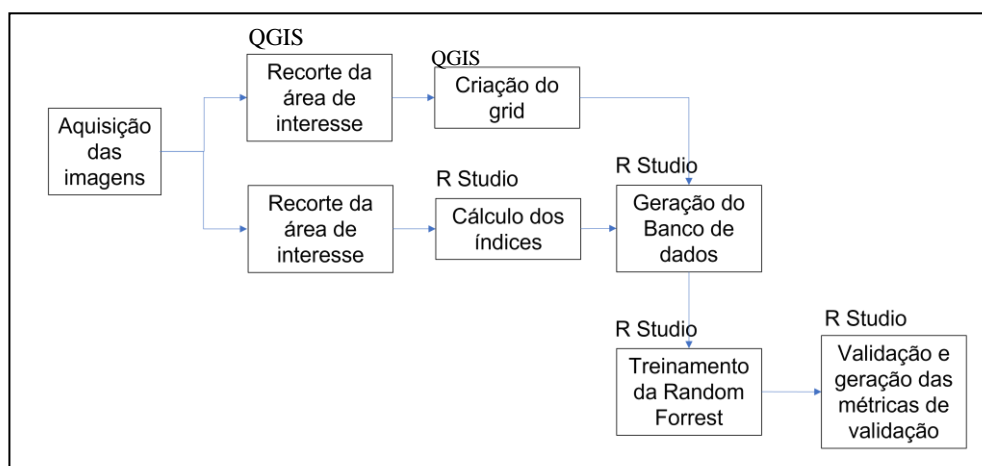 QGIS
Recorte da
área de
interesse
QGIS
Criação do
grid
Aquisição
das
imagens
Recorte da
área de
interesse
R Studio
Cálculo dos
índices
R Studio
Geração do
Banco de
dados
R Studio
Treinamento
da Random
Forrest
R Studio
Validação e
geração das
métricas de
validação